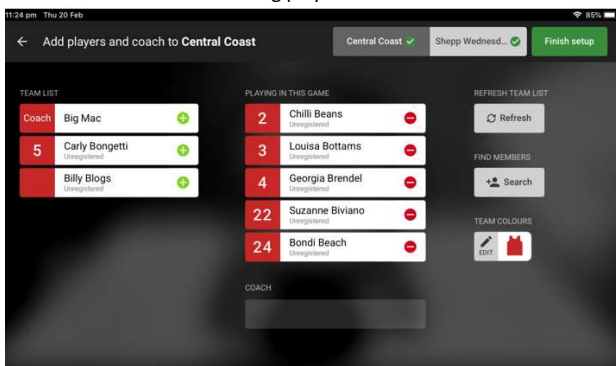 11:24 pm Thu 20 Feb 85%
Add players and coach to Central Coast
Central Coast
Shepp Wednesd...
Finish setup
TEAM LIST
Coach Big Mac
5 Carly Bongetti
Unregistered
Billy Blogs
Unregistered
PLAYING IN THIS GAME
2 Chilli Beans
Unregistered
3 Louisa Bottams
Unregistered
4 Georgia Brendel
Unregistered
22 Suzanne Biviano
Unregistered
24 Bondi Beach
Unregistered
COACH
REFRESH TEAM LIST
Refresh
FIND MEMBERS
Search
TEAM COLOURS
EDIT